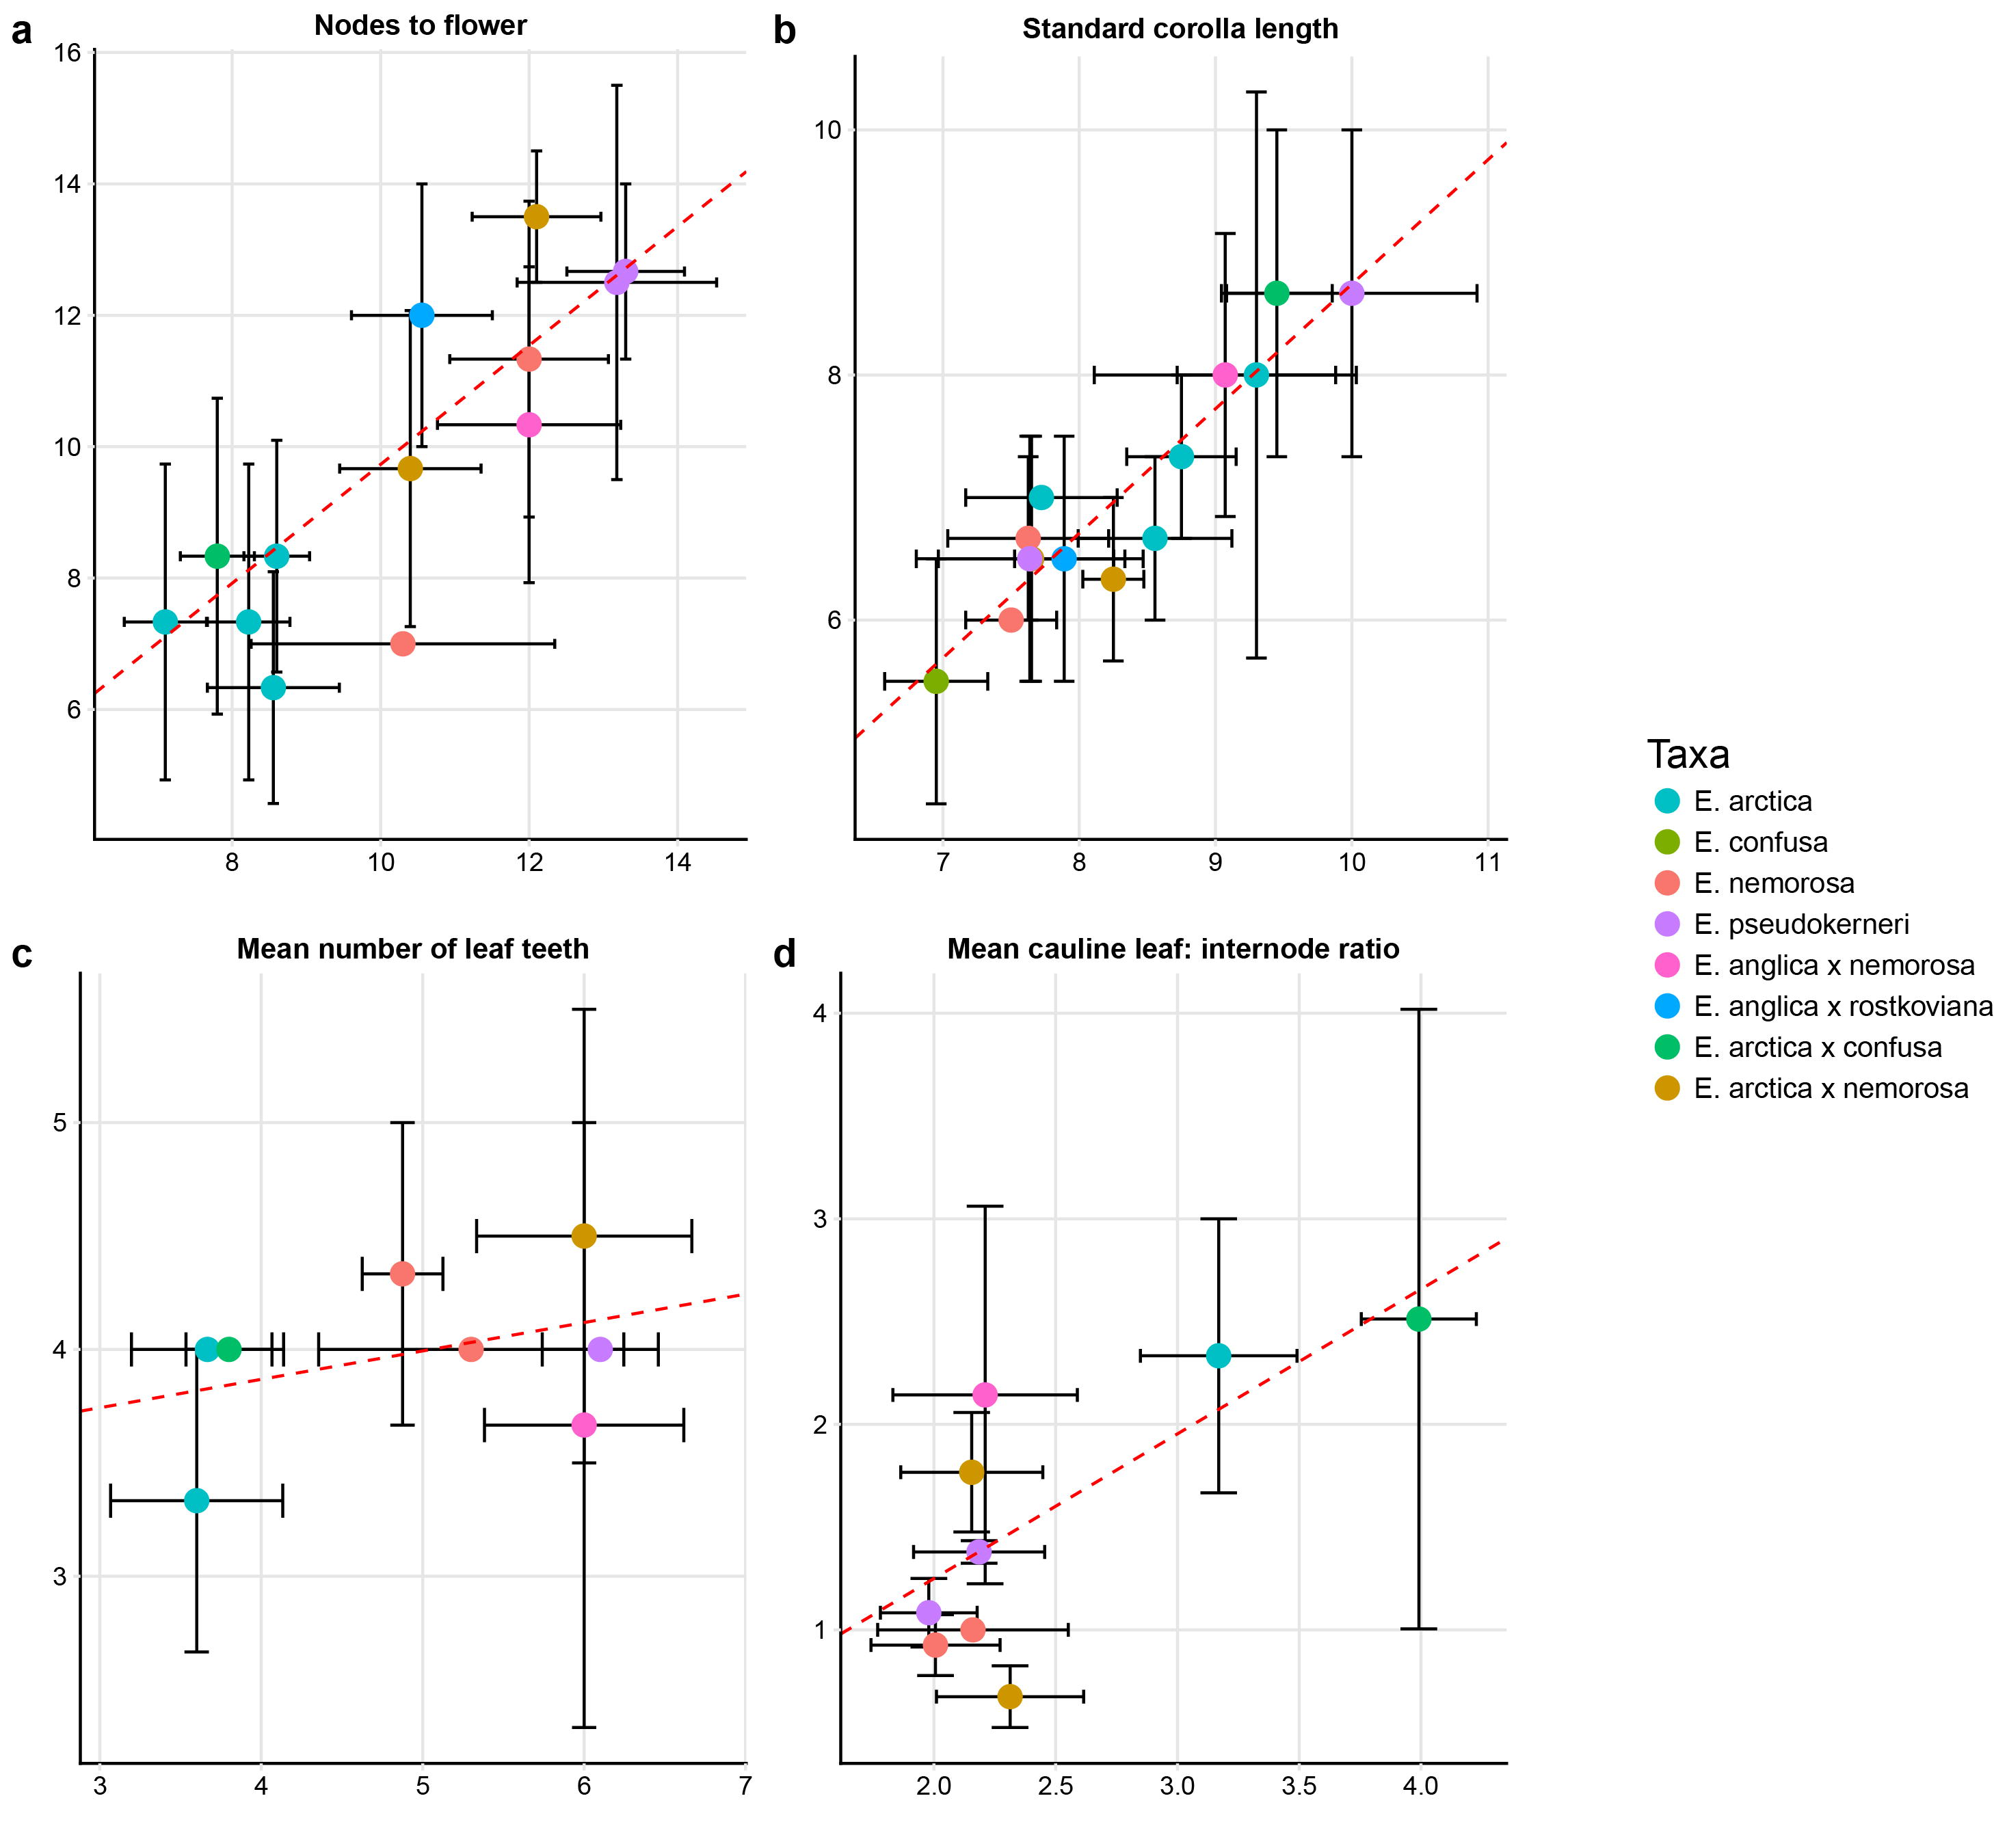 a
Nodes to flower
16
14
12
10
8
6
8 10 12 14
b
Standard corolla length
10
8
6
7 8 9 10 11
c
Mean number of leaf teeth
5
4
3
3 4 5 6 7
d
Mean cauline leaf: internode ratio
4
3
2
1
2.0 2.5 3.0 3.5 4.0
Taxa
E. arctica
E. confusa
E. nemorosa
E. pseudokerneri
E. anglica x nemorosa
E. anglica x rostkoviana
E. arctica x confusa
E. arctica x nemorosa